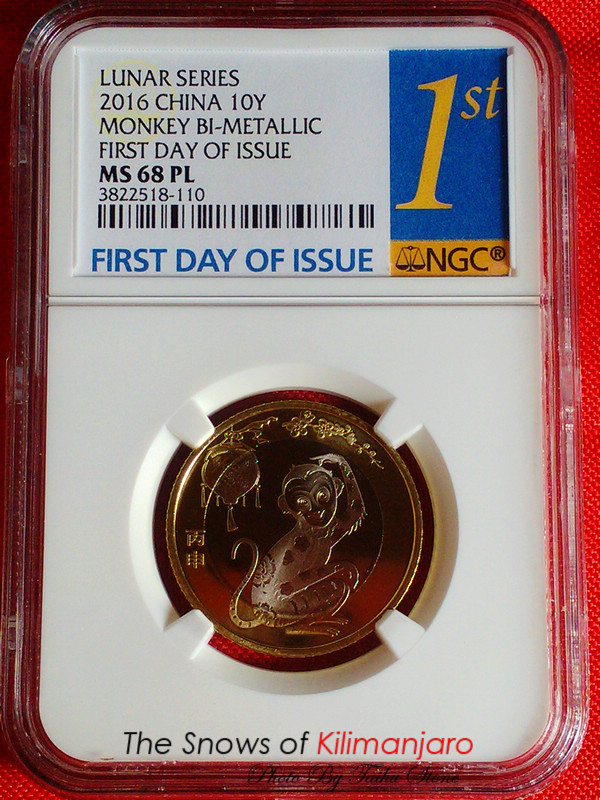 LUNAR SERIES
2016 CHINA 10Y
MONKEY BI-METALLIC
FIRST DAY OF ISSUE
MS 68 PL
3822518-110
FIRST DAY OF ISSUE
1st
NGC®
丙申
The Snows of Kilimanjaro
Photo By Taihu Stone